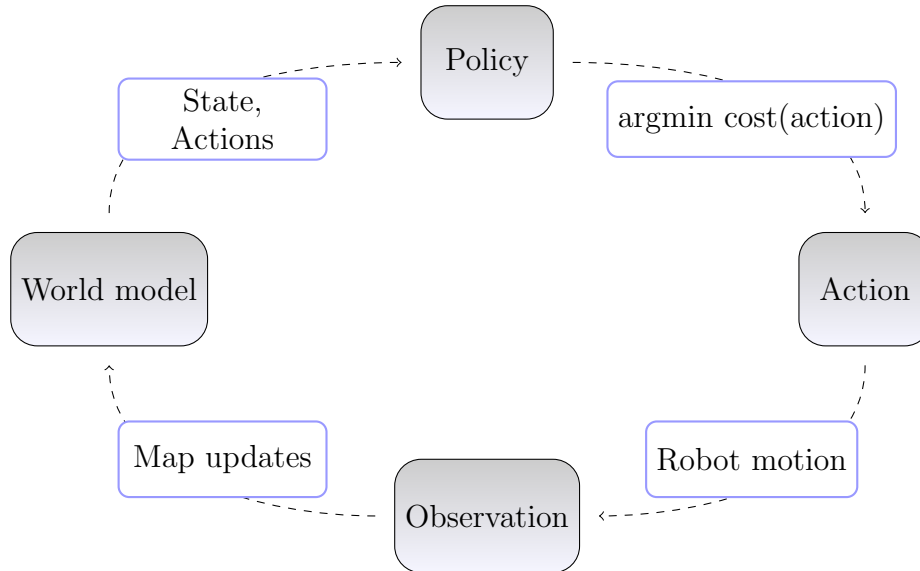 Policy
State,
Actions
argmin cost(action)
World model
Action
Map updates
Robot motion
Observation